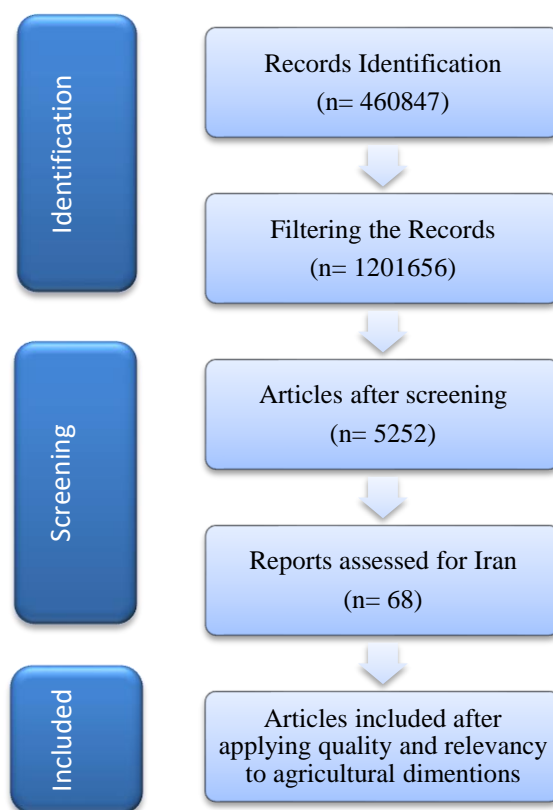 Identification
Records Identification
(n= 460847)
Filtering the Records
(n= 1201656)
Screening
Articles after screening
(n= 5252)
Reports assessed for Iran
(n= 68)
Included
Articles included after
applying quality and relevancy
to agricultural dimentions